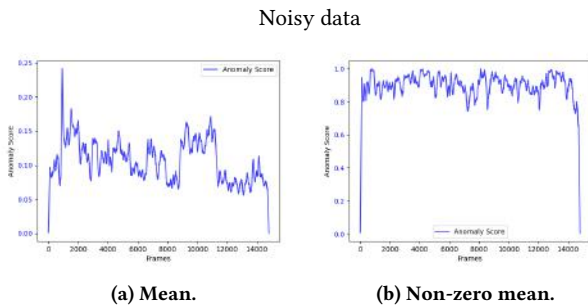 Noisy data
0.25
0.20
0.15
0.10
0.05
0.00
Anomaly Score
Anomaly Score
0 2000 4000 6000 8000 10000 12000 14000
Frames
(a) Mean.
1.0
0.8
0.6
0.4
0.2
0.0
Anomaly Score
Anomaly Score
0 2000 4000 6000 8000 10000 12000 14000
Frames
(b) Non-zero mean.